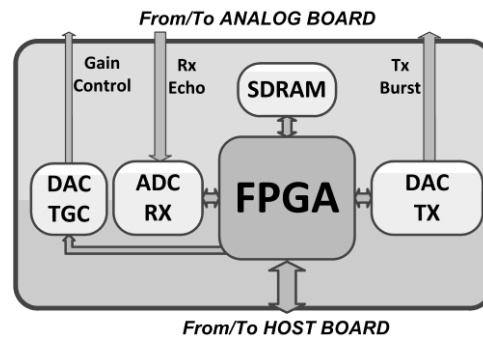 From/To ANALOG BOARD
Gain
Control
Rx
Echo
Tx
Burst
SDRAM
DAC
TGC
ADC
RX
FPGA
DAC
TX
From/To HOST BOARD